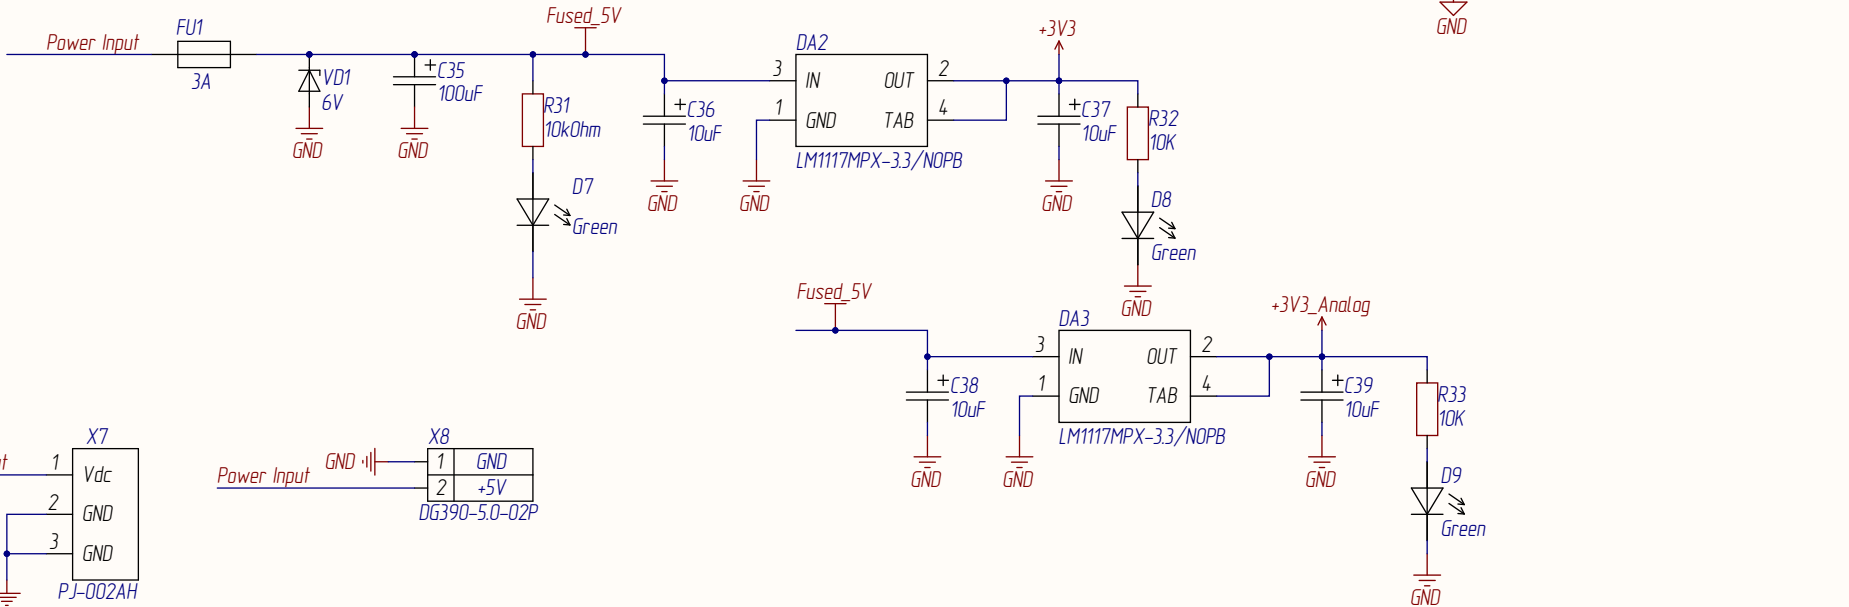 Power Input
FU1
3A
VD1
6V
GND
+
C35
100uF
GND
R31
10kOhm
D7
Green
GND
Fused_5V
+
C36
10uF
GND
DA2
3
IN
OUT
2
1
GND
TAB
4
LM1117MPX-3.3/NOPB
GND
+3V3
+
C37
10uF
GND
R32
10K
D8
Green
GND
GND
Fused_5V
+
C38
10uF
GND
DA3
3
IN
OUT
2
1
GND
TAB
4
LM1117MPX-3.3/NOPB
GND
+3V3_Analog
+
C39
10uF
GND
R33
10K
D9
Green
GND
X7
1
Vdc
2
GND
3
GND
PJ-002AH
Power Input
GND
X8
1
GND
2
+5V
DG390-5.0-02P